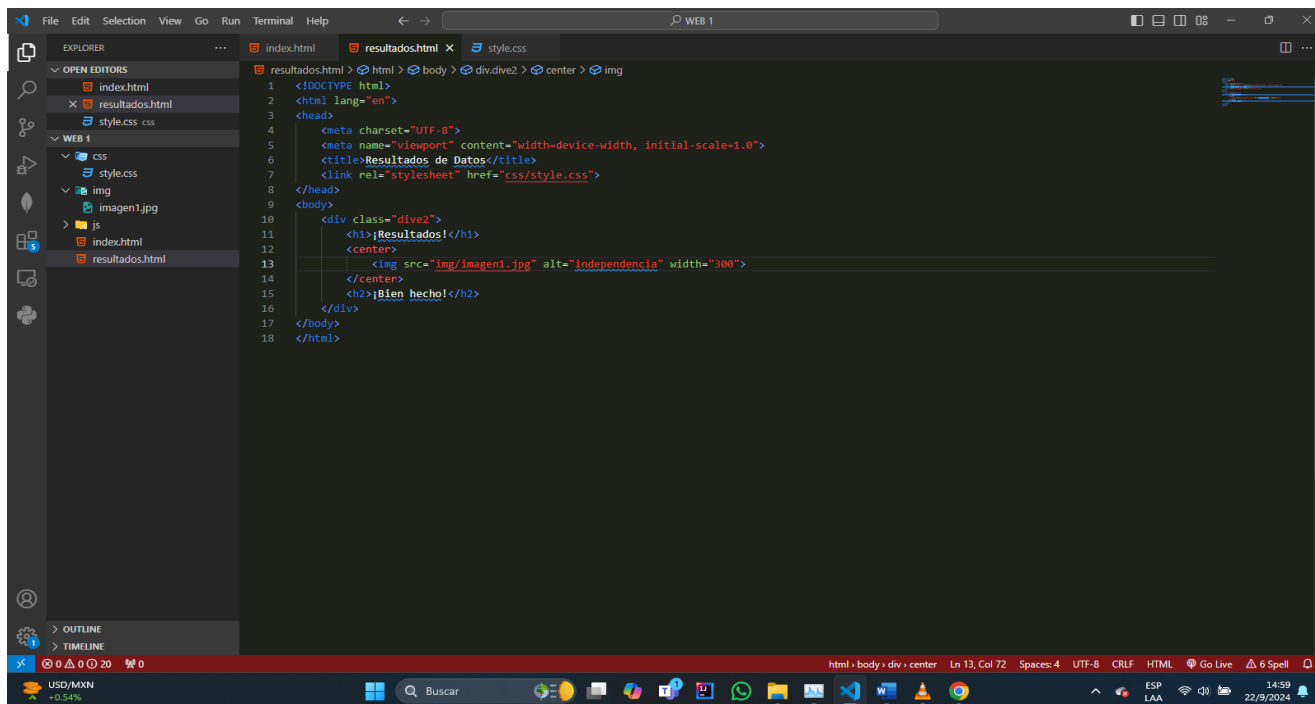 File Edit Selection View Go Run Terminal Help
WEB 1
EXPLORER
index.html
resultados.html
style.css
OPEN EDITORS
index.html
resultados.html
style.css css
WEB 1
css
style.css
img
imagen1.jpg
js
index.html
resultados.html
OUTLINE
TIMELINE
resultados.html > html > body > div.dive2 > center > img
1 <!DOCTYPE html>
2 <html lang="en">
3 <head>
4 <meta charset="UTF-8">
5 <meta name="viewport" content="width=device-width, initial-scale=1.0">
6 <title>Resultados de Datos</title>
7 <link rel="stylesheet" href="css/style.css">
8 </head>
9 <body>
10 <div class="dive2">
11 <h1>¡Resultados!</h1>
12 <center>
13 <img src="img/imagen1.jpg" alt="independencia" width="300">
14 </center>
15 <h2>¡Bien hecho!</h2>
16 </div>
17 </body>
18 </html>
5
1
0 0 20 0
html › body › div › center Ln 13, Col 72 Spaces: 4 UTF-8 CRLF HTML Go Live 6 Spell
USD/MXN
+0.54%
Buscar
1
ESP
LAA
14:59
22/9/2024